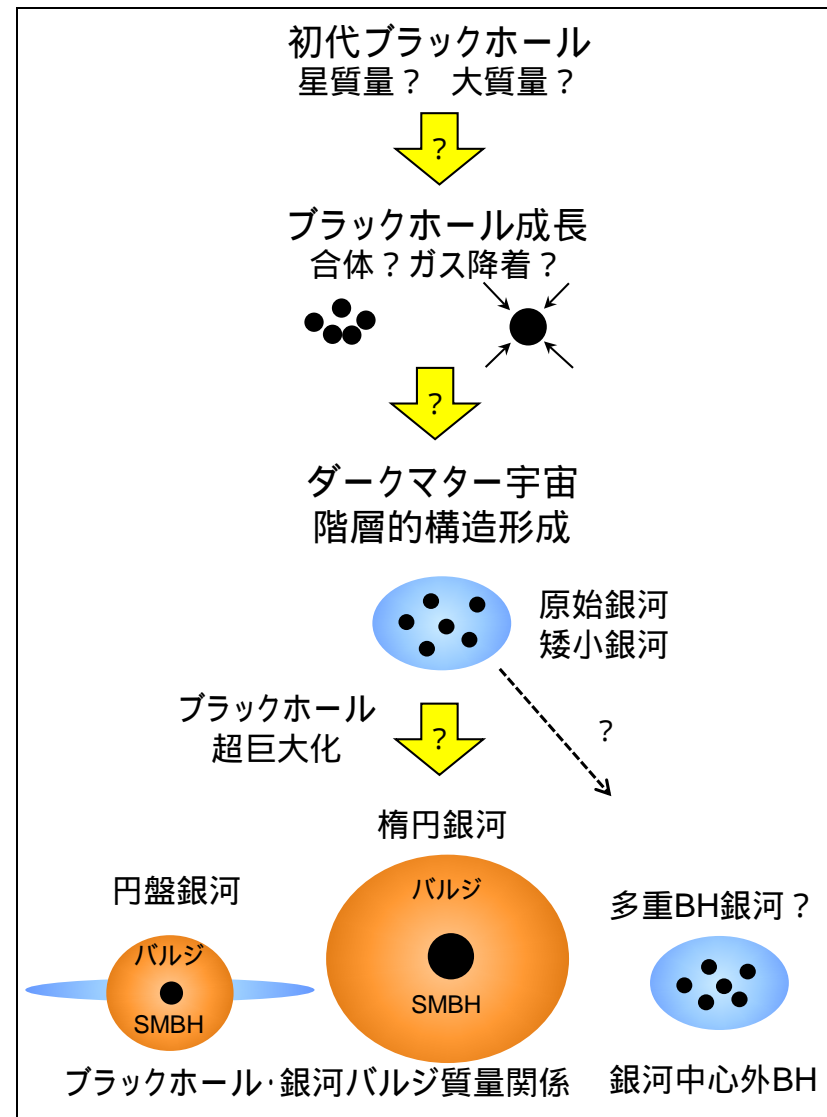 初代ブラックホール
星質量？ 大質量？
？
ブラックホール成長
合体？ガス降着？
？
ダークマター宇宙
階層的構造形成
原始銀河
矮小銀河
ブラックホール
超巨大化
？
？
楕円銀河
円盤銀河
バルジ
多重BH銀河？
バルジ
SMBH
SMBH
ブラックホール･銀河バルジ質量関係
銀河中心外BH